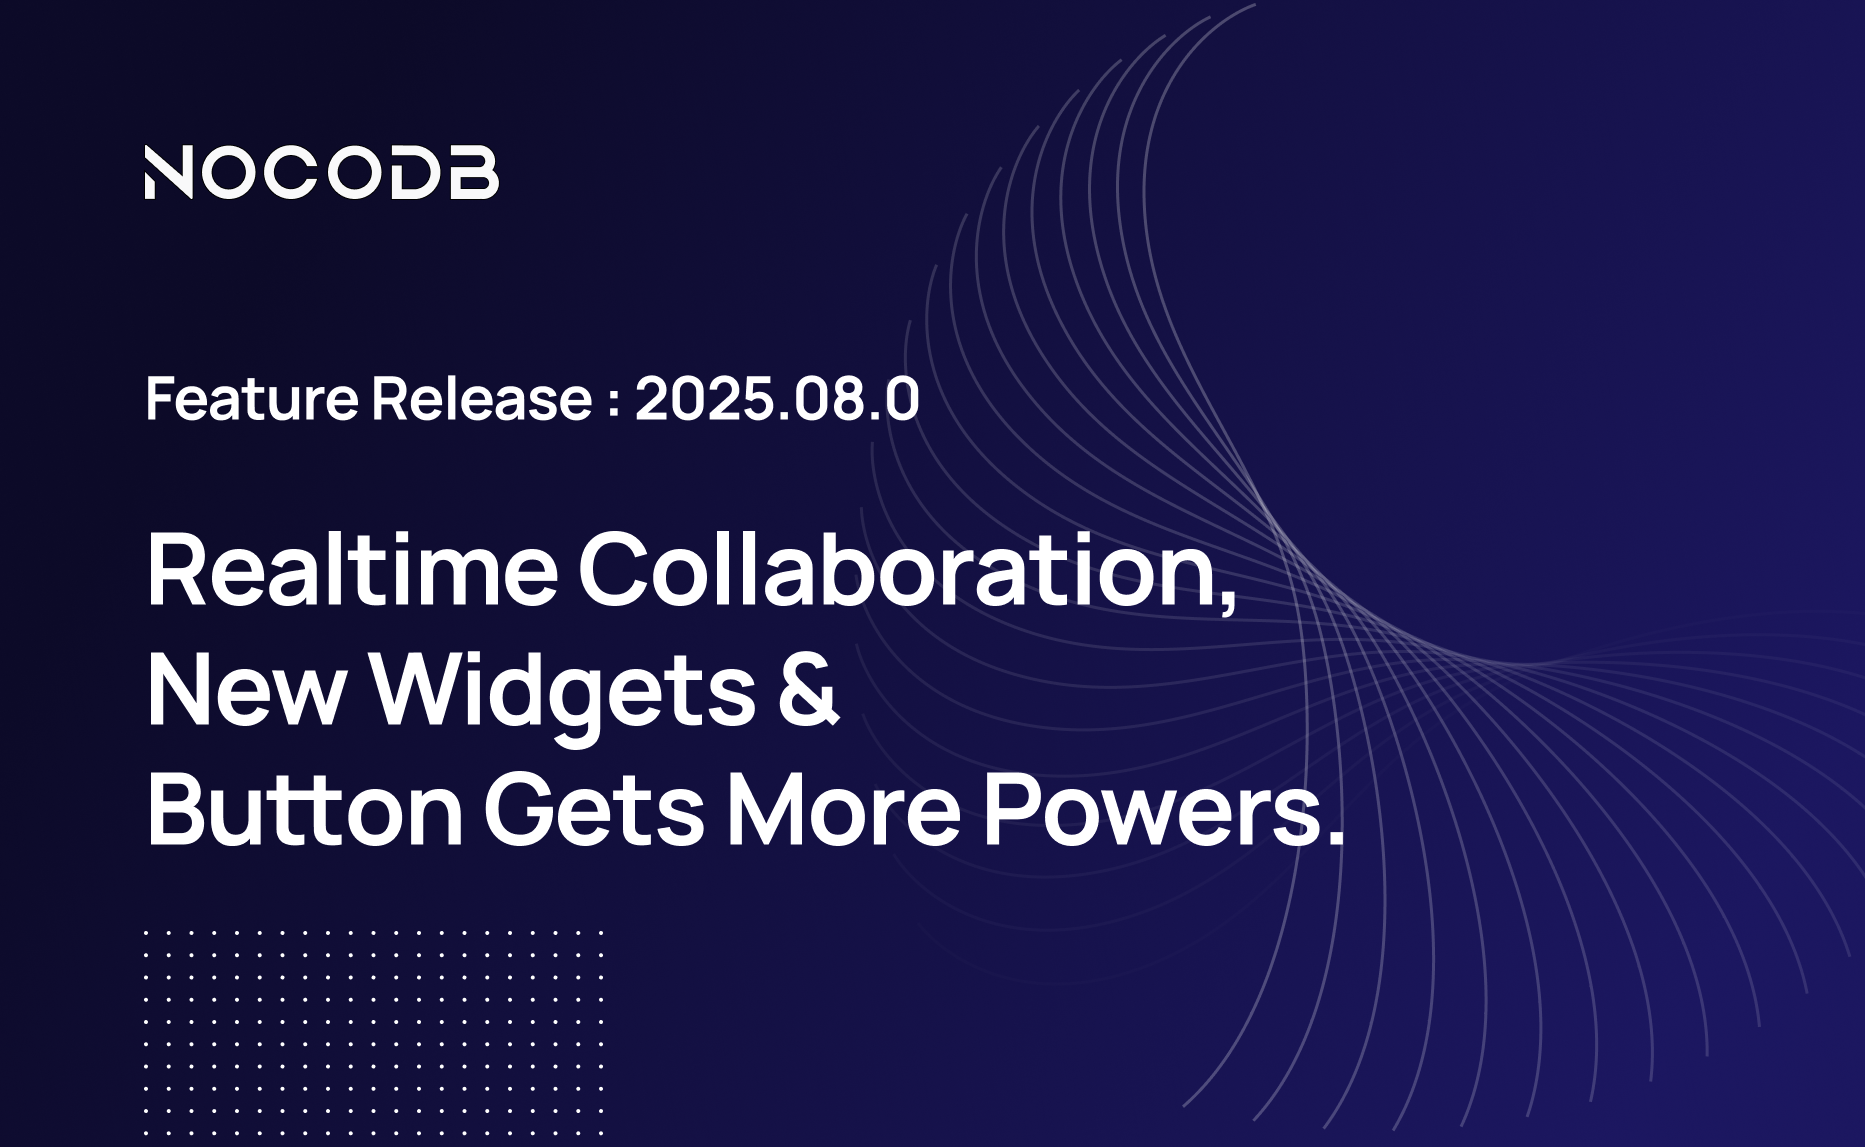 NOCODB
Feature Release : 2025.08.0
Realtime Collaboration,
New Widgets &
Button Gets More Powers.